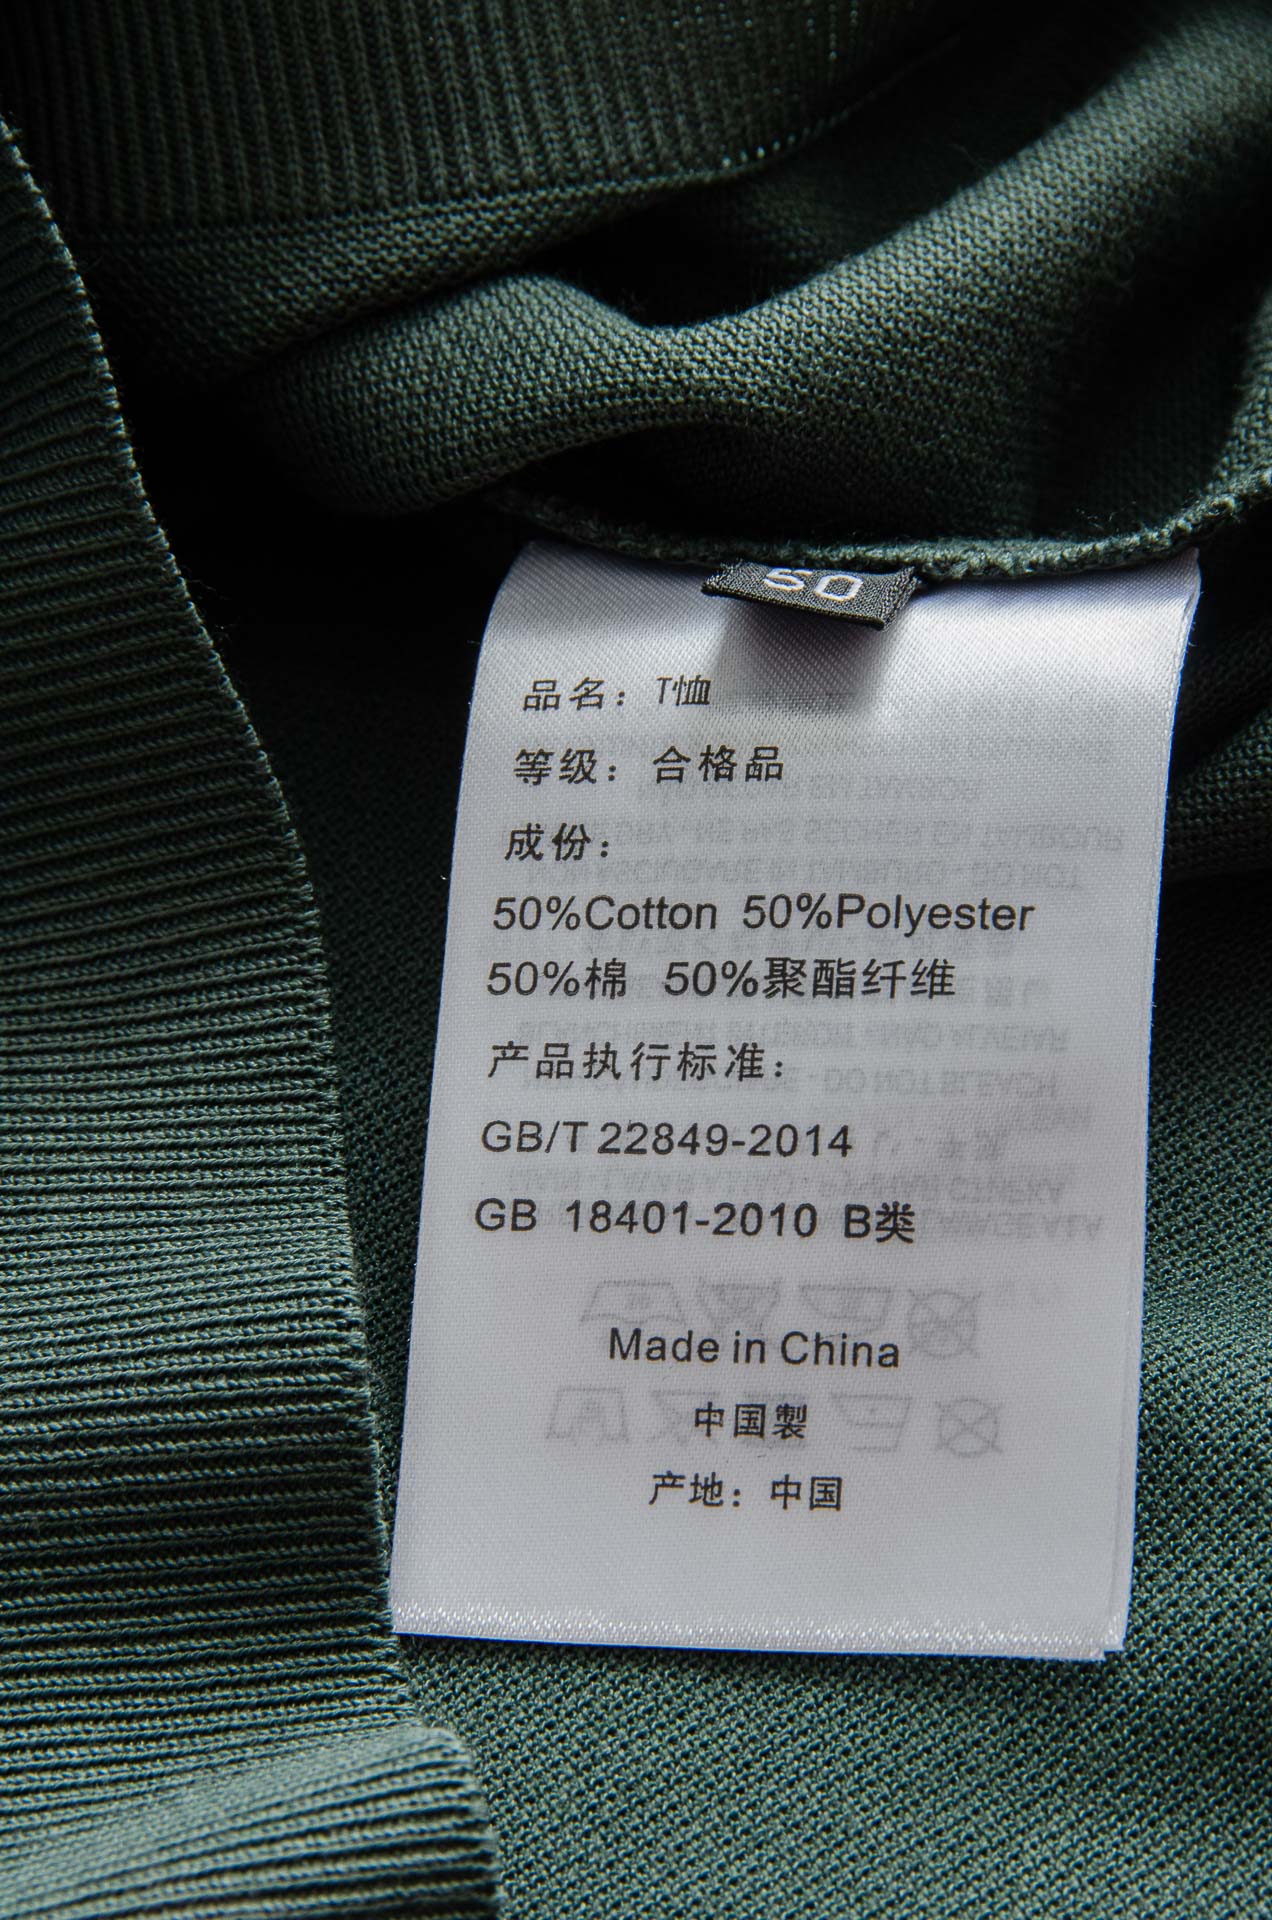 50
品名：T恤
等级：合格品
成份：
50%Cotton 50%Polyester
50%棉 50%聚酯纤维
产品执行标准：
GB/T 22849-2014
GB 18401-2010 B类
Made in China
中国製
产地：中国